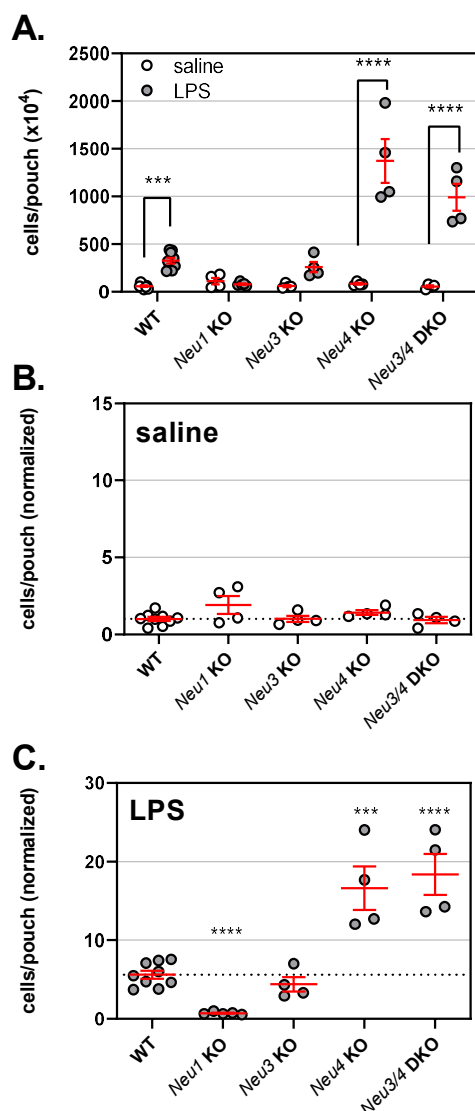 A.
cells/pouch (x10⁴)
2500
2000
1500
1000
500
0
saline
LPS
***
****
****
WT
Neu1 KO
Neu3 KO
Neu4 KO
Neu3/4 DKO
B.
cells/pouch (normalized)
15
10
5
0
saline
WT
Neu1 KO
Neu3 KO
Neu4 KO
Neu3/4 DKO
C.
cells/pouch (normalized)
30
20
10
0
LPS
****
***
****
WT
Neu1 KO
Neu3 KO
Neu4 KO
Neu3/4 DKO